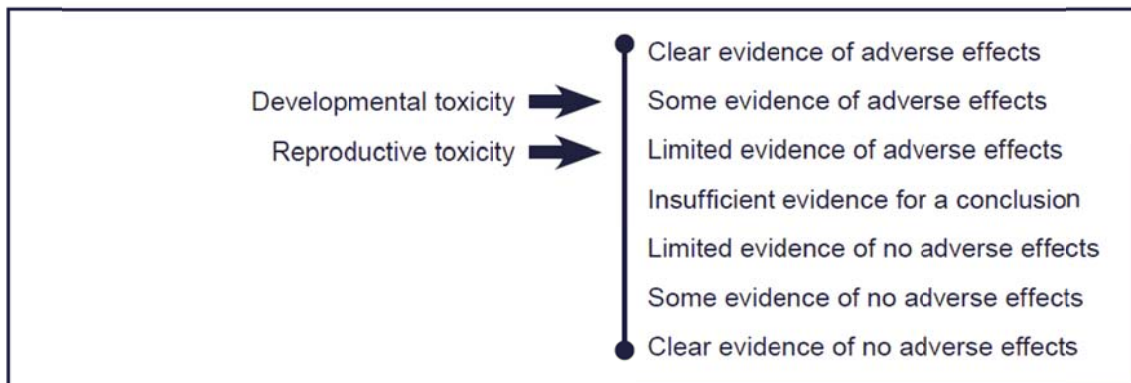 Clear evidence of adverse effects
Developmental toxicity
Some evidence of adverse effects
Reproductive toxicity
Limited evidence of adverse effects
Insufficient evidence for a conclusion
Limited evidence of no adverse effects
Some evidence of no adverse effects
Clear evidence of no adverse effects